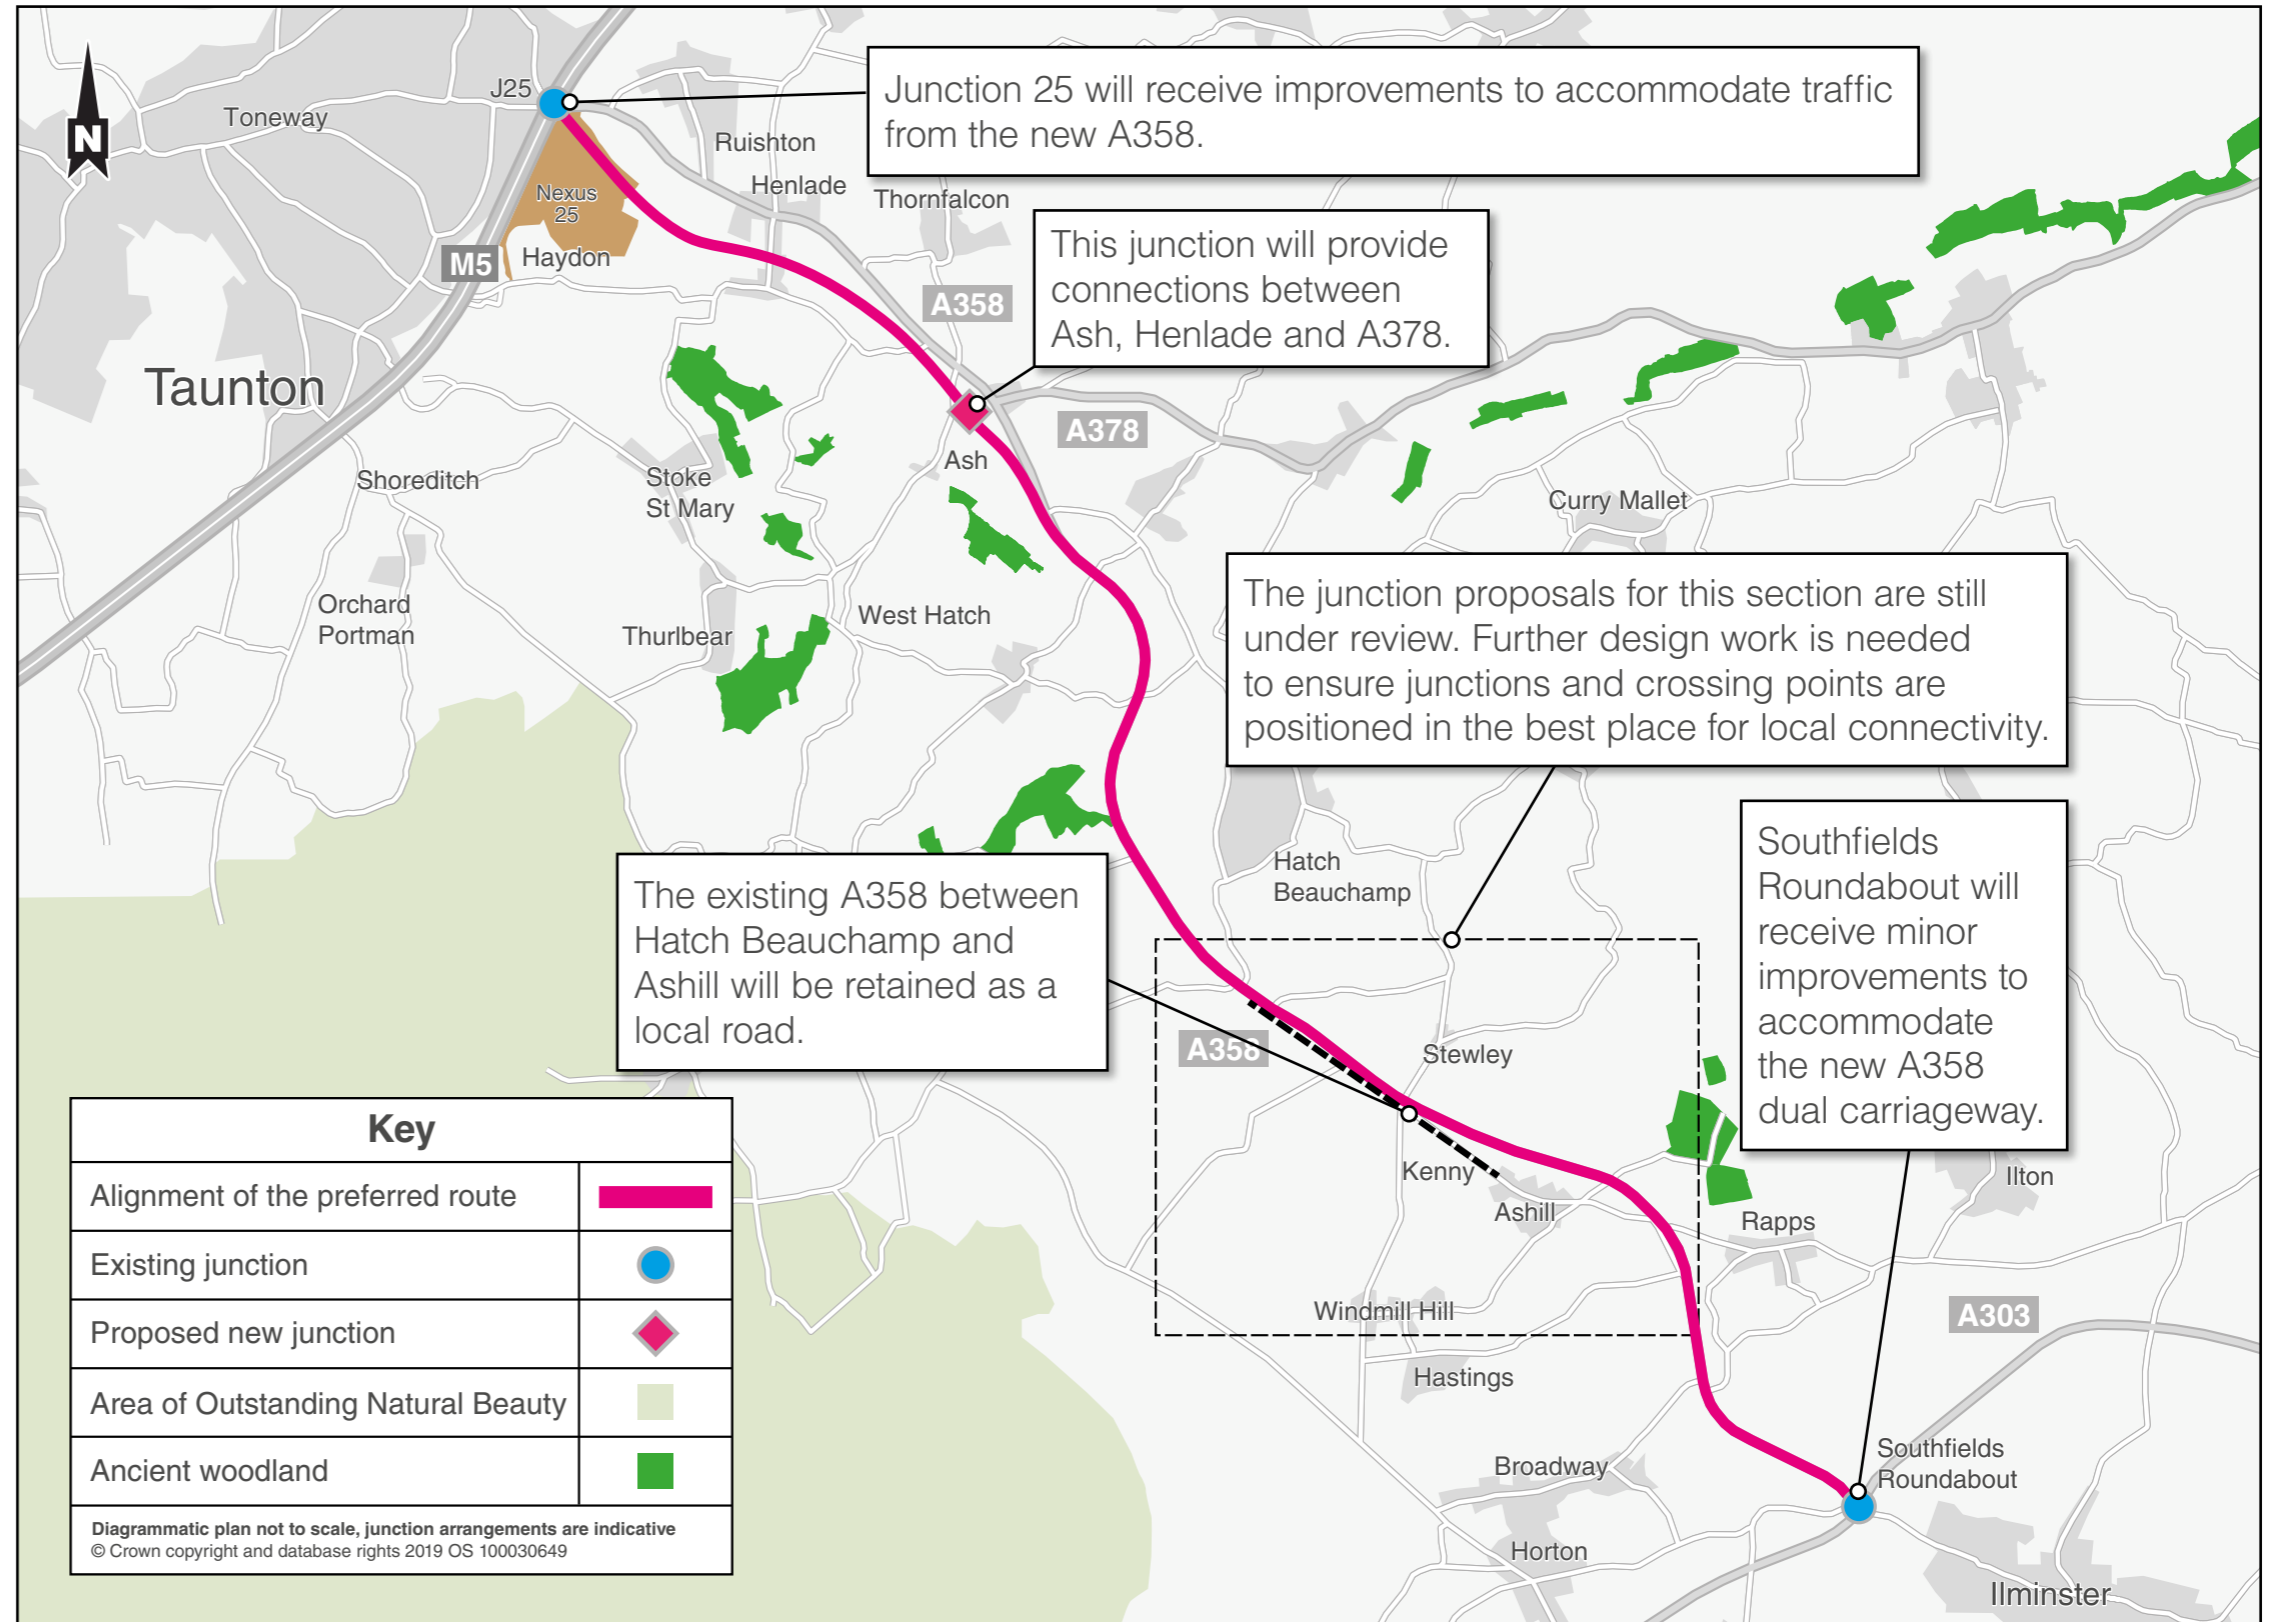 N
J25
Toneway
Junction 25 will receive improvements to accommodate traffic
from the new A358.
Ruishton
Henlade
Thornfalcon
Nexus
25
Haydon
M5
This junction will provide
connections between
Ash, Henlade and A378.
A358
Taunton
A378
Ash
Shoreditch
Stoke
St Mary
Curry Mallet
Orchard
Portman
Thurlbear
West Hatch
The junction proposals for this section are still
under review. Further design work is needed
to ensure junctions and crossing points are
positioned in the best place for local connectivity.
Hatch
Beauchamp
Southfields
Roundabout will
receive minor
improvements to
accommodate
the new A358
dual carriageway.
The existing A358 between
Hatch Beauchamp and
Ashill will be retained as a
local road.
A358
Stewley
Kenny
Ashill
Ilton
Rapps
Windmill Hill
A303
Hastings
Southfields
Roundabout
Broadway
Horton
Ilminster
Key
Alignment of the preferred route
Existing junction
Proposed new junction
Area of Outstanding Natural Beauty
Ancient woodland
Diagrammatic plan not to scale, junction arrangements are indicative
© Crown copyright and database rights 2019 OS 100030649